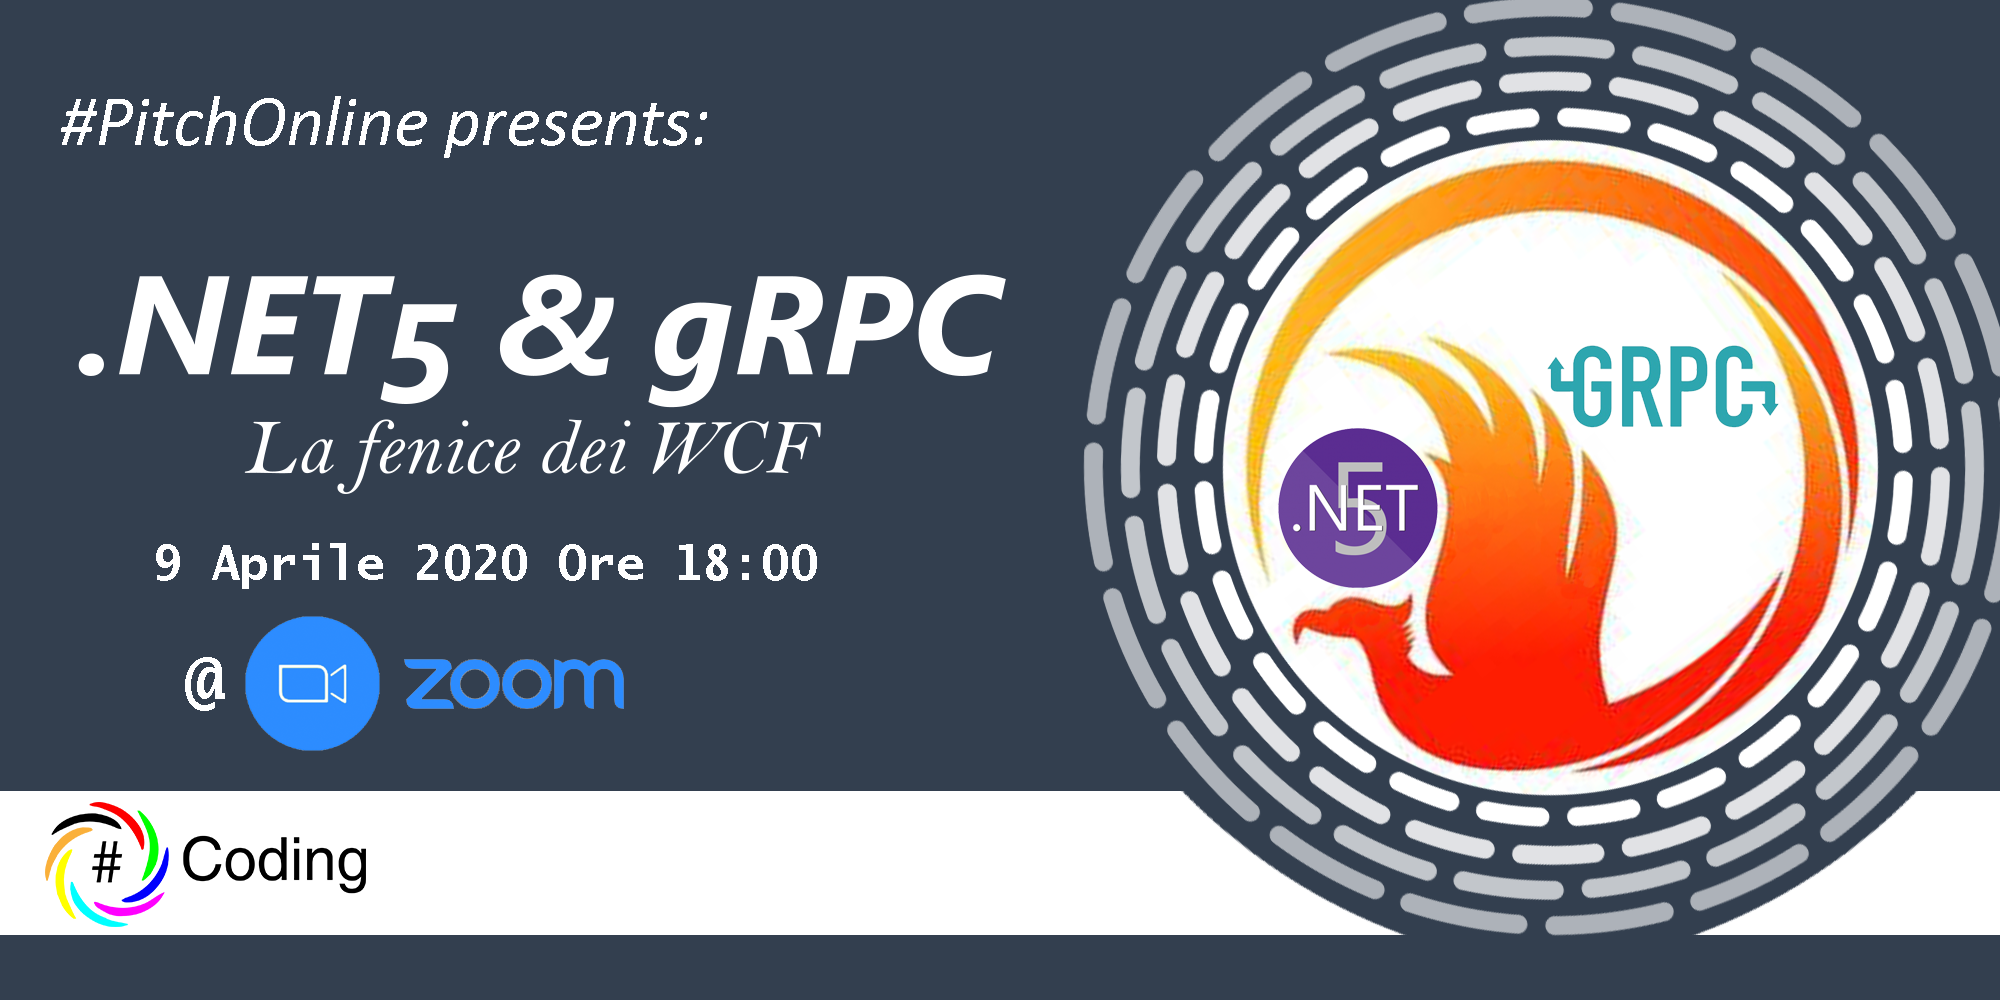 #PitchOnline presents:
.NET5 & gRPC
La fenice dei WCF
9 Aprile 2020 Ore 18:00
@ zoom
GRPC
5
.NET
# Coding